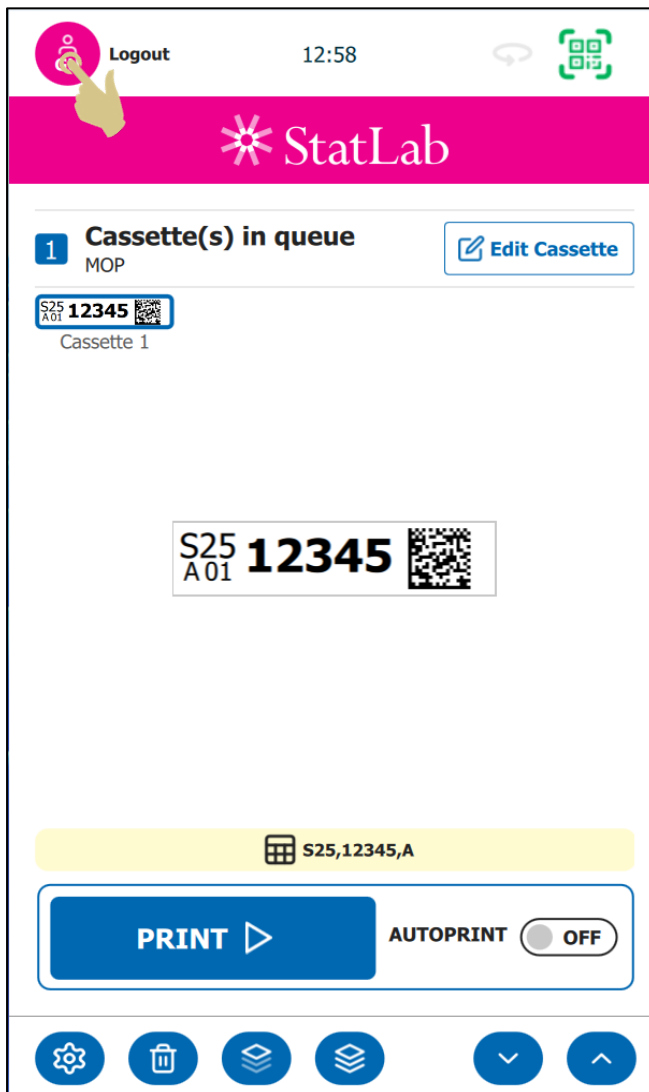 Logout 12:58
StatLab
1 Cassette(s) in queue
MOP
Edit Cassette
S25 12345
A 01
Cassette 1
S25 12345
A 01
S25,12345,A
PRINT AUTOPRINT OFF